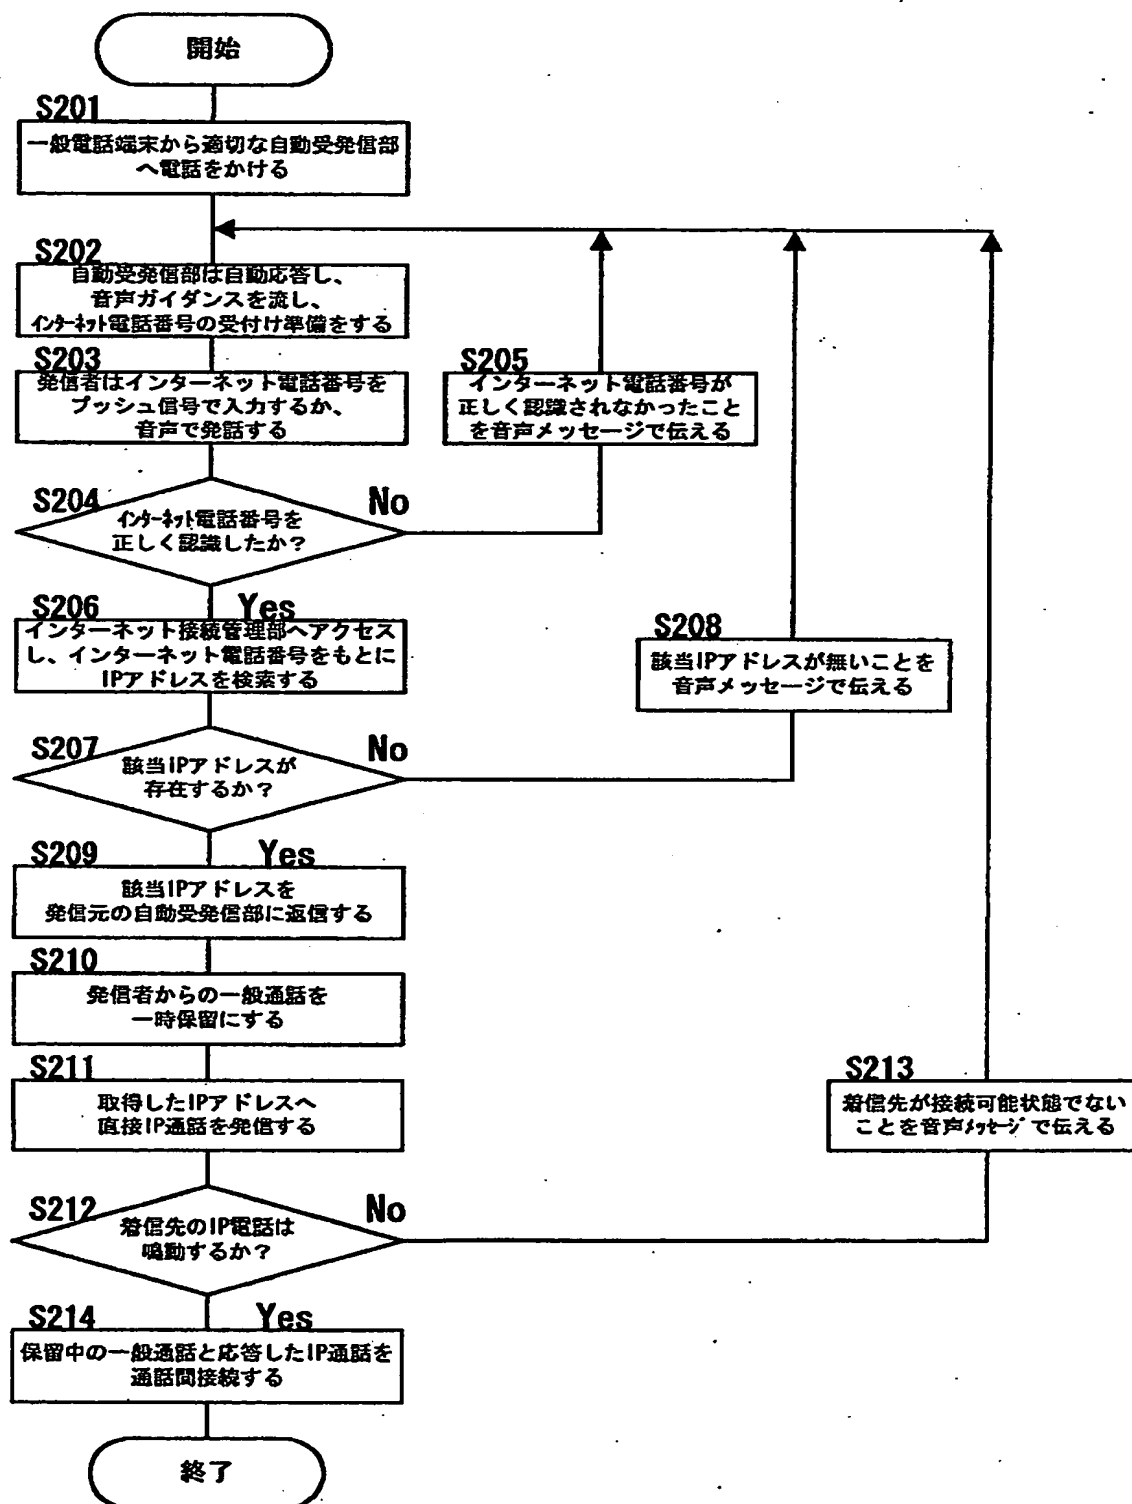 開始
S201
一般電話端末から適切な自動受発信部
へ電話をかける
S202
自動受発信部は自動応答し、
音声ガイダンスを流し、
インターネット電話番号の受付け準備をする
S203
発信者はインターネット電話番号を
プッシュ信号で入力するか、
音声で発話する
S205
インターネット電話番号が
正しく認識されなかったこと
を音声メッセージで伝える
S204
No
インターネット電話番号を
正しく認識したか?
Yes
S206
インターネット接続管理部へアクセス
し、インターネット電話番号をもとに
IPアドレスを検索する
S208
該当IPアドレスが無いことを
音声メッセージで伝える
S207
No
該当IPアドレスが
存在するか?
Yes
S209
該当IPアドレスを
発信元の自動受発信部に返信する
S210
発信者からの一般通話を
一時保留にする
S211
取得したIPアドレスへ
直接IP通話を発信する
S213
着信先が接続可能状態でない
ことを音声メッセージで伝える
S212
No
着信先のIP電話は
鳴動するか?
Yes
S214
保留中の一般通話と応答したIP通話を
通話間接続する
終了